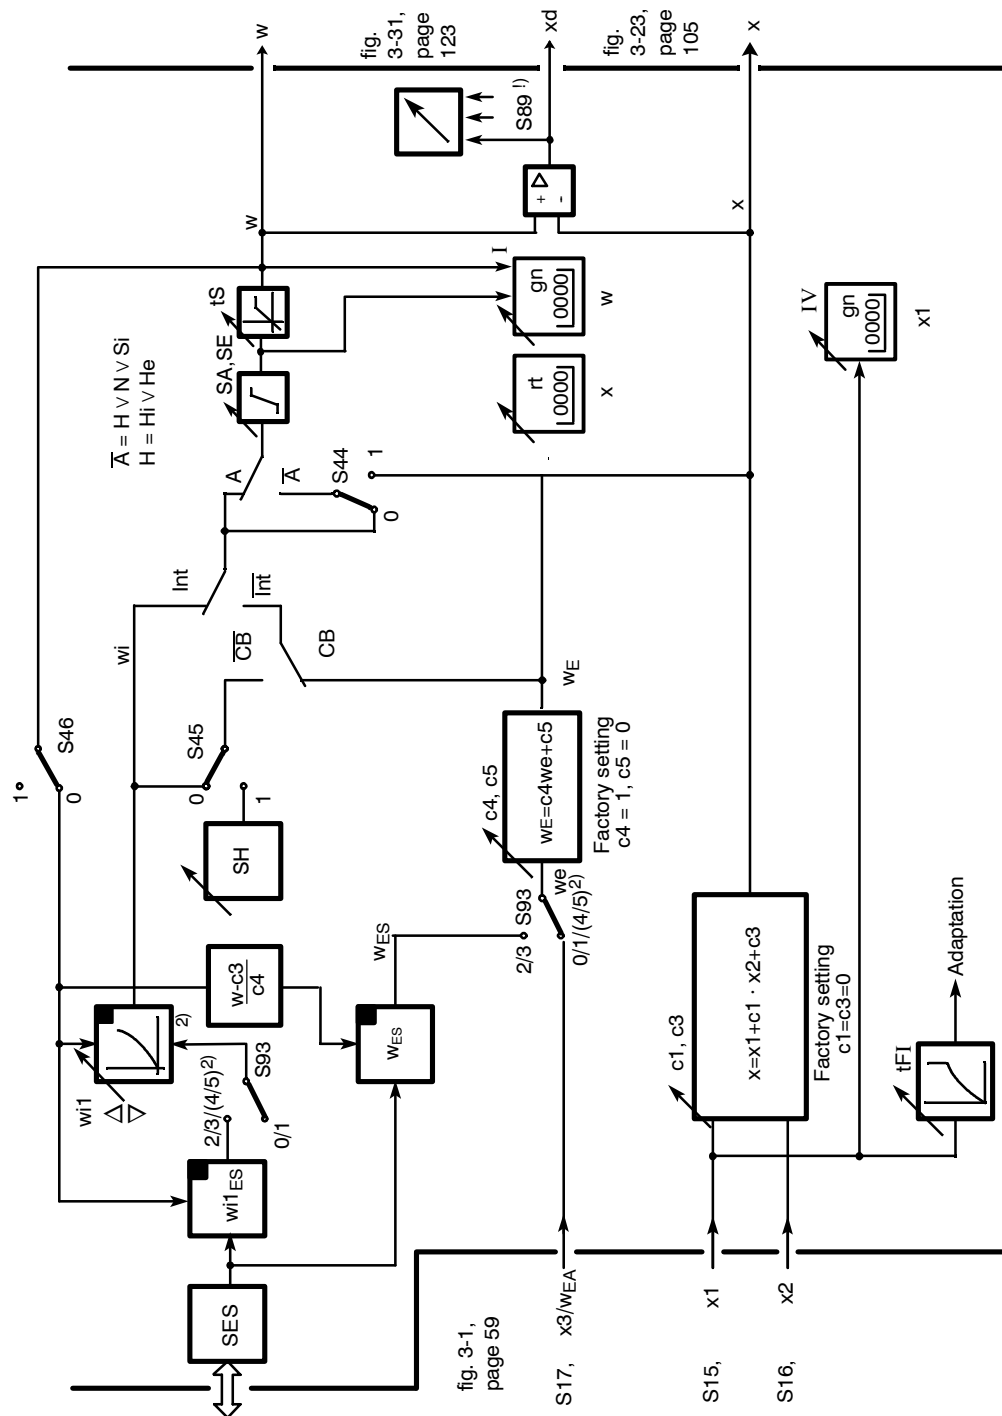 SES
wi1ES
wi1
◁▷
2/3/(4/5)2)
0/1
S93
2)
w-c3
c4
SH
1
0
S46
0
1
S45
wi
Int
Int
CB
CB
A = H ∨ N ∨ Si
H = Hi ∨ He
A
A
S44
0
1
SA, SE
tS
w
w
fig.
3-31,
page
123
xd
S89 !)
fig.
3-23,
page
105
x
x
+
-
I
gn
0000
w
rt
0000
x
IV
gn
0000
x1
wES
wES
2/3 S93
we
0/1/(4/5)2)
c4, c5
wE=c4we+c5
Factory setting
c4 = 1, c5 = 0
wE
c1, c3
x=x1+c1 · x2+c3
Factory setting
c1=c3=0
tFI
Adaptation
fig. 3-1,
page 59
S17, x3/wEA
S15, x1
S16, x2